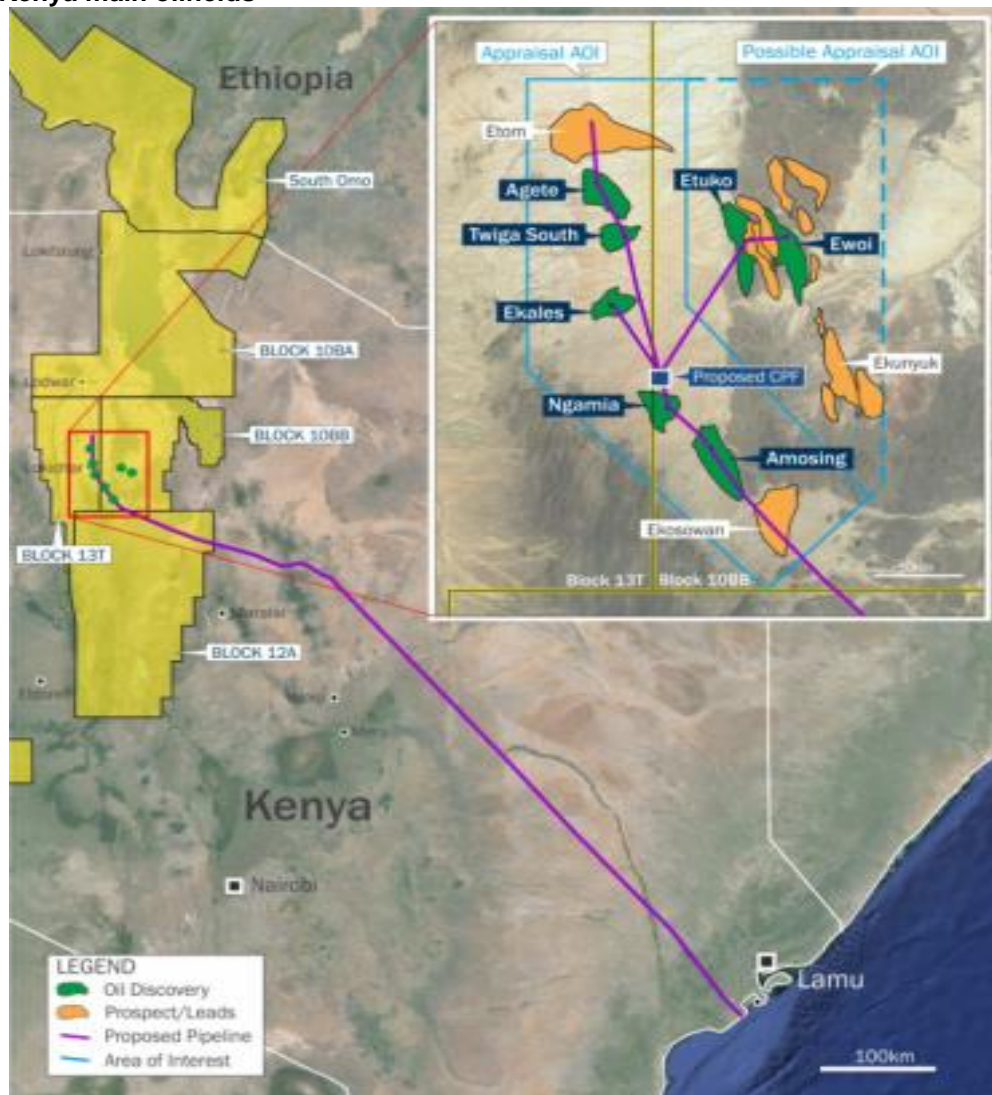 Kenya main oilfields
Ethiopia
South Omo
Lodwar
BLOCK 10BA
BLOCK 10BB
BLOCK 13T
BLOCK 12A
Kenya
Nairobi
Lamu
100km
Appraisal AOI
Possible Appraisal AOI
Etom
Agete
Etuko
Twiga South
Ewoi
Ekales
Ekunyuk
Proposed CPF
Ngamia
Amosing
Ekosowan
Block 13T
Block 10BB
LEGEND
Oil Discovery
Prospect/Leads
Proposed Pipeline
Area of Interest